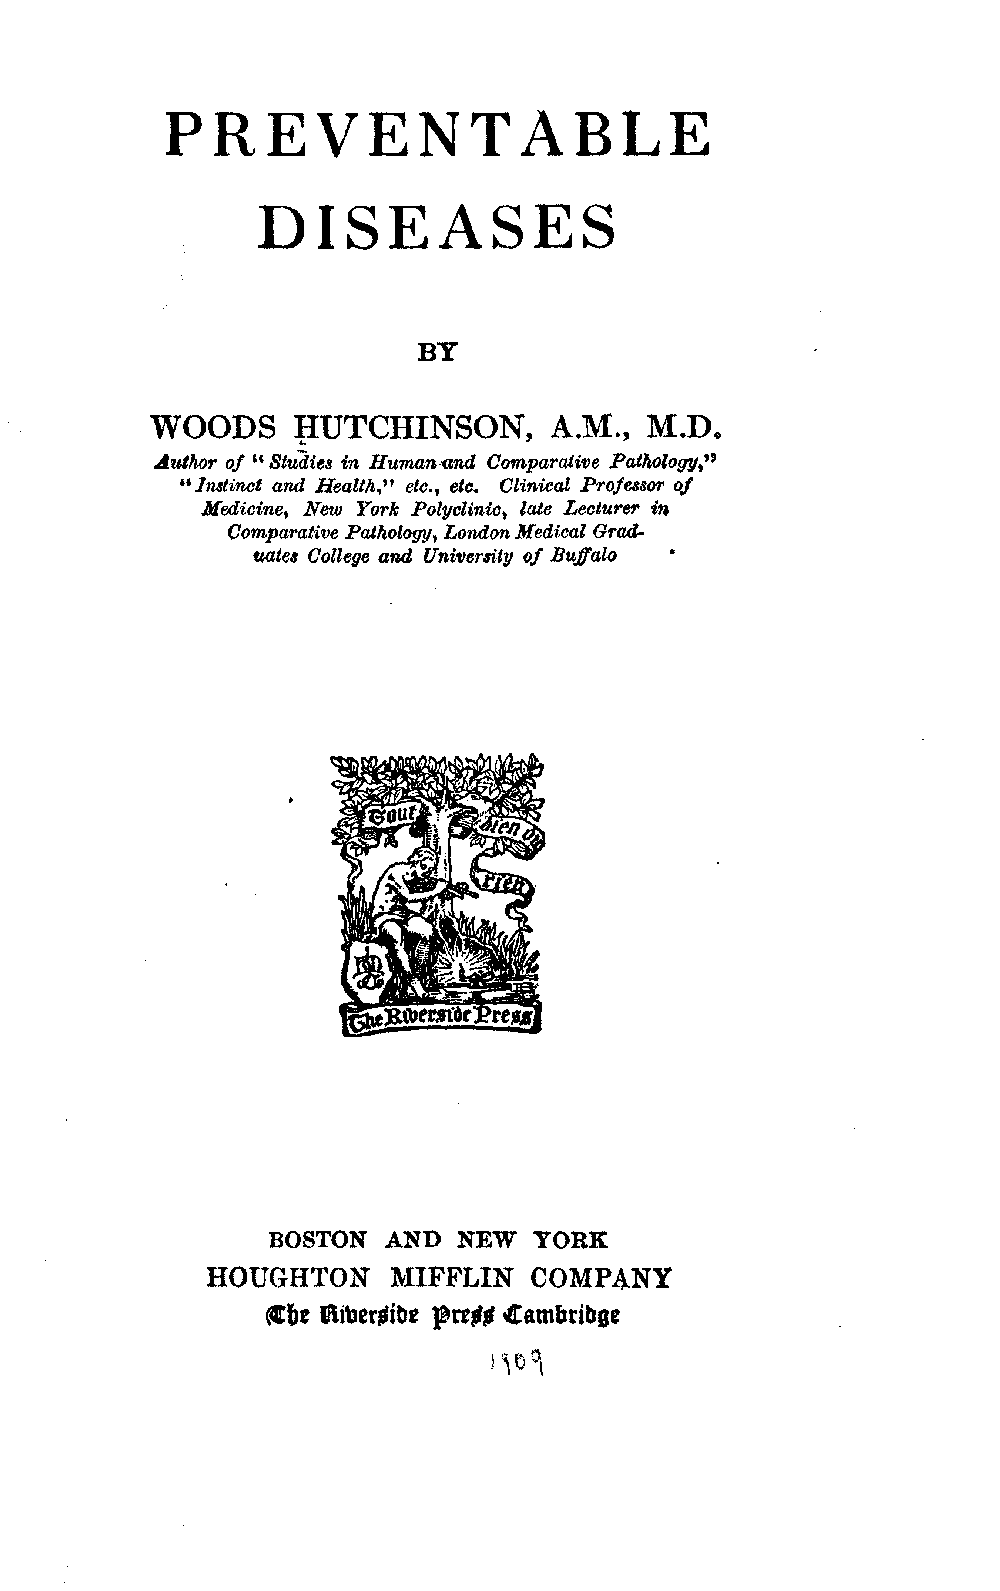 PREVENTABLE
DISEASES
BY
WOODS HUTCHINSON, A.M., M.D.
Author of "Studies in Human and Comparative Pathology,"
"Instinct and Health," etc., etc. Clinical Professor of
Medicine, New York Polyclinic, late Lecturer in
Comparative Pathology, London Medical Grad-
uates College and University of Buffalo
Tout
bien ou
rien
The Riverside Press
BOSTON AND NEW YORK
HOUGHTON MIFFLIN COMPANY
The Riverside Press Cambridge
1909